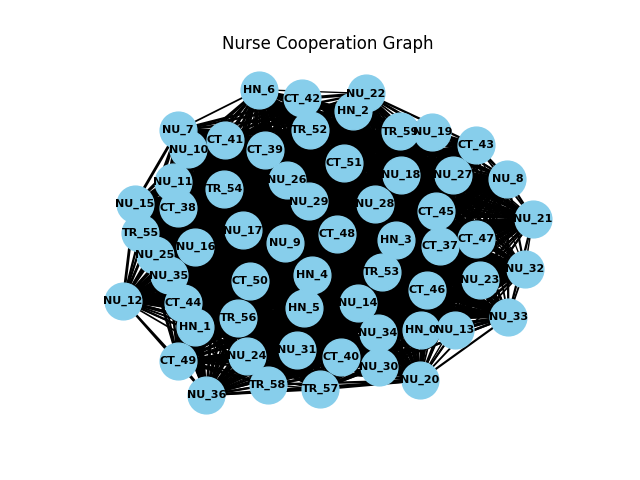 Nurse Cooperation Graph
HN_6
NU_22
CT_42
HN_2
NU_7
TR_52
TR_59
NU_19
CT_41
CT_43
NU_10
CT_39
CT_51
NU_18
NU_27
NU_8
NU_26
NU_11
TR_54
NU_29
NU_28
NU_15
CT_38
CT_45
NU_21
TR_55
NU_17
CT_48
HN_3
CT_47
NU_9
CT_37
NU_16
NU_25
NU_32
TR_53
NU_35
HN_4
CT_50
NU_23
CT_46
NU_12
CT_44
NU_14
HN_5
TR_56
NU_33
HN_1
NU_34
HN_0
NU_13
NU_31
NU_24
CT_40
CT_49
NU_30
NU_20
TR_58
TR_57
NU_36